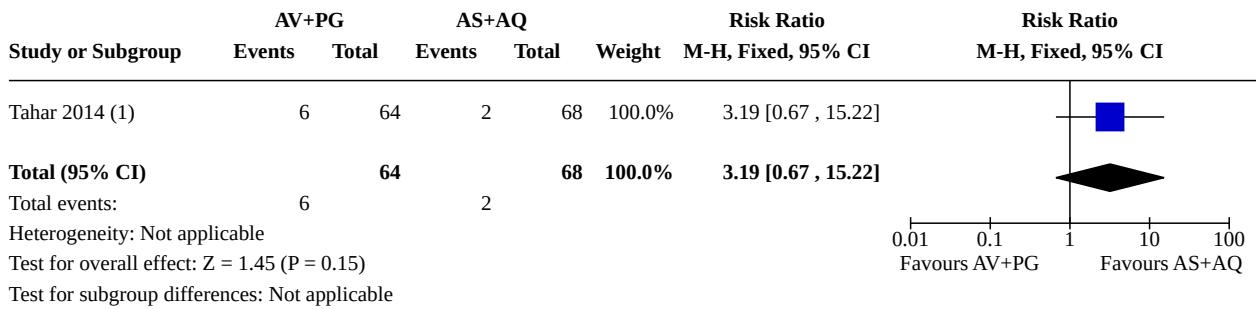 AV+PG AS+AQ Risk Ratio Risk Ratio
Study or Subgroup Events Total Events Total Weight M-H, Fixed, 95% CI M-H, Fixed, 95% CI
Tahar 2014 (1) 6 64 2 68 100.0% 3.19 [0.67 , 15.22]
Total (95% CI) 64 68 100.0% 3.19 [0.67 , 15.22]
Total events: 6 2
Heterogeneity: Not applicable
0.01 0.1 1 10 100
Test for overall effect: Z = 1.45 (P = 0.15) Favours AV+PG Favours AS+AQ
Test for subgroup differences: Not applicable